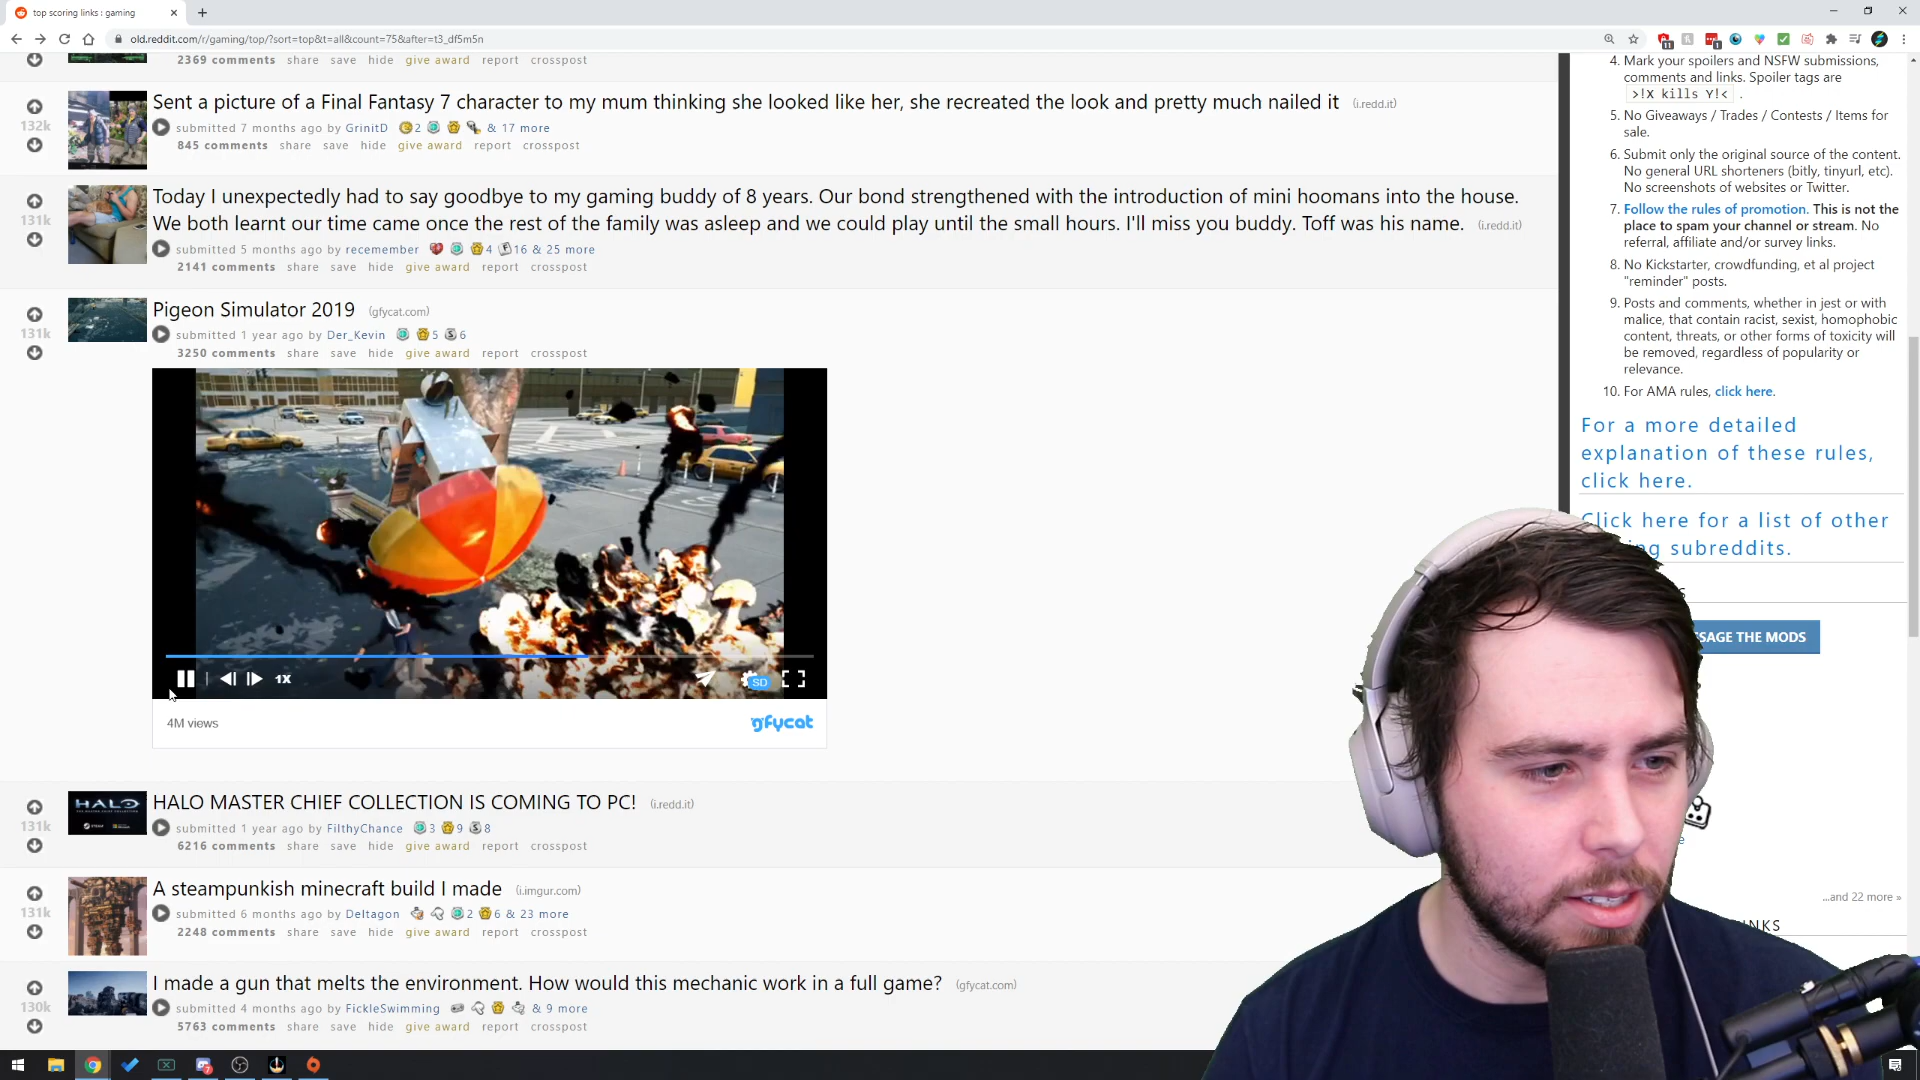 top scoring links : gaming
old.reddit.com/r/gaming/top/?sort=top&t=all&count=75&after=t3_df5m5n
2369 comments share save hide give award report crosspost
132k
Sent a picture of a Final Fantasy 7 character to my mum thinking she looked like her, she recreated the look and pretty much nailed it (i.redd.it)
submitted 7 months ago by GrinitD 2 & 17 more
845 comments share save hide give award report crosspost
131k
Today I unexpectedly had to say goodbye to my gaming buddy of 8 years. Our bond strengthened with the introduction of mini hoomans into the house.
We both learnt our time came once the rest of the family was asleep and we could play until the small hours. I'll miss you buddy. Toff was his name. (i.redd.it)
submitted 5 months ago by recemember 4 16 & 25 more
2141 comments share save hide give award report crosspost
131k
Pigeon Simulator 2019 (gfycat.com)
submitted 1 year ago by Der_Kevin 5 6
3250 comments share save hide give award report crosspost
1X
SD
4M views
gfycat
131k
HALO
HALO MASTER CHIEF COLLECTION IS COMING TO PC! (i.redd.it)
submitted 1 year ago by FilthyChance 3 9 8
6216 comments share save hide give award report crosspost
131k
A steampunkish minecraft build I made (i.imgur.com)
submitted 6 months ago by Deltagon 2 6 & 23 more
2248 comments share save hide give award report crosspost
130k
I made a gun that melts the environment. How would this mechanic work in a full game? (gfycat.com)
submitted 4 months ago by FickleSwimming & 9 more
5763 comments share save hide give award report crosspost
4. Mark your spoilers and NSFW submissions,
comments and links. Spoiler tags are
>!X kills Y!< .
5. No Giveaways / Trades / Contests / Items for
sale.
6. Submit only the original source of the content.
No general URL shorteners (bitly, tinyurl, etc).
No screenshots of websites or Twitter.
7. Follow the rules of promotion. This is not the
place to spam your channel or stream. No
referral, affiliate and/or survey links.
8. No Kickstarter, crowdfunding, et al project
"reminder" posts.
9. Posts and comments, whether in jest or with
malice, that contain racist, sexist, homophobic
content, threats, or other forms of toxicity will
be removed, regardless of popularity or
relevance.
10. For AMA rules, click here.
For a more detailed
explanation of these rules,
click here.
Click here for a list of other
ng subreddits.
S
SSAGE THE MODS
e
...and 22 more »
NKS